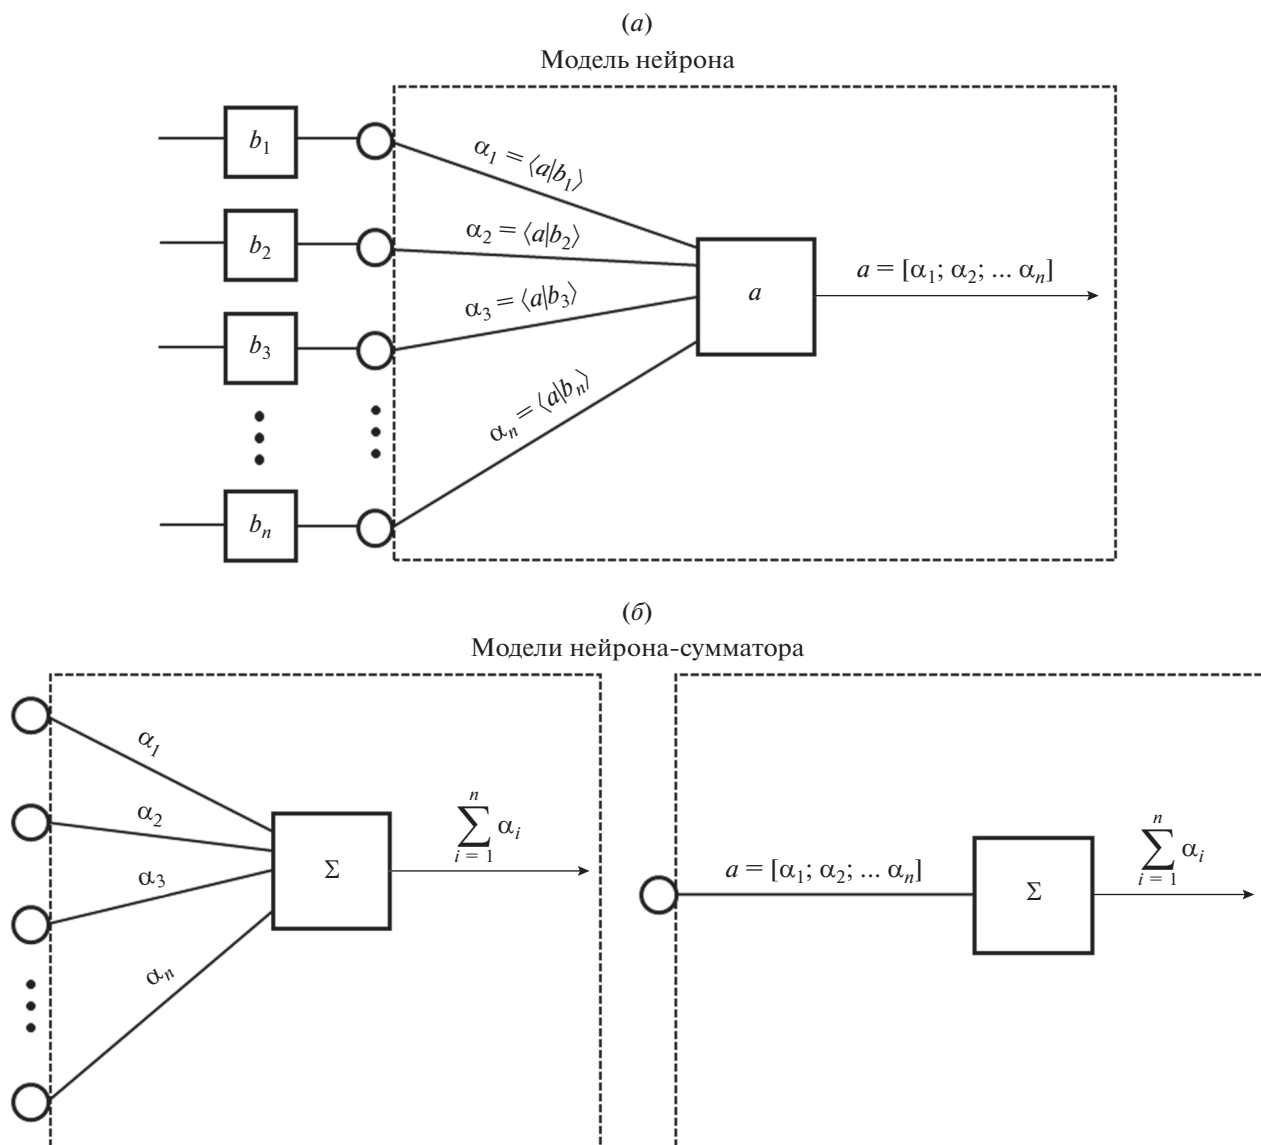 (а)
Модель нейрона
b₁
α₁ = ⟨a|b₁⟩
b₂
α₂ = ⟨a|b₂⟩
a
a = [α₁; α₂; ... αₙ]
b₃
α₃ = ⟨a|b₃⟩
αₙ = ⟨a|bₙ⟩
bₙ
(б)
Модели нейрона-сумматора
α₁
α₂
α₃
αₙ
Σ
n
∑ αᵢ
i = 1
a = [α₁; α₂; ... αₙ]
Σ
n
∑ αᵢ
i = 1